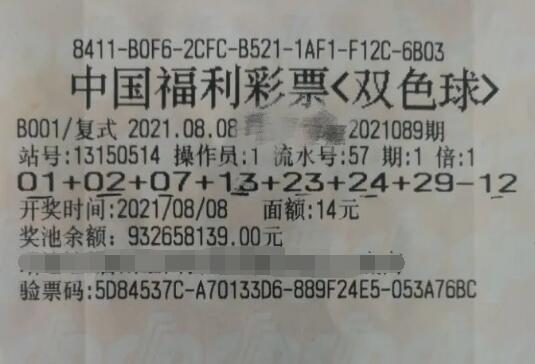 8411-B0F6-2CFC-B521-1AF1-F12C-6B03
中国福利彩票<双色球>
B001/复式 2021.08.08 2021089期
站号:13150514 操作员:1 流水号:57 期:1 倍:1
01+02+07+13+23+24+29-12
开奖时间:2021/08/08 面额:14元
奖池余额: 932658139.00元
验票码:5D84537C-A70133D6-889F24E5-053A76BC